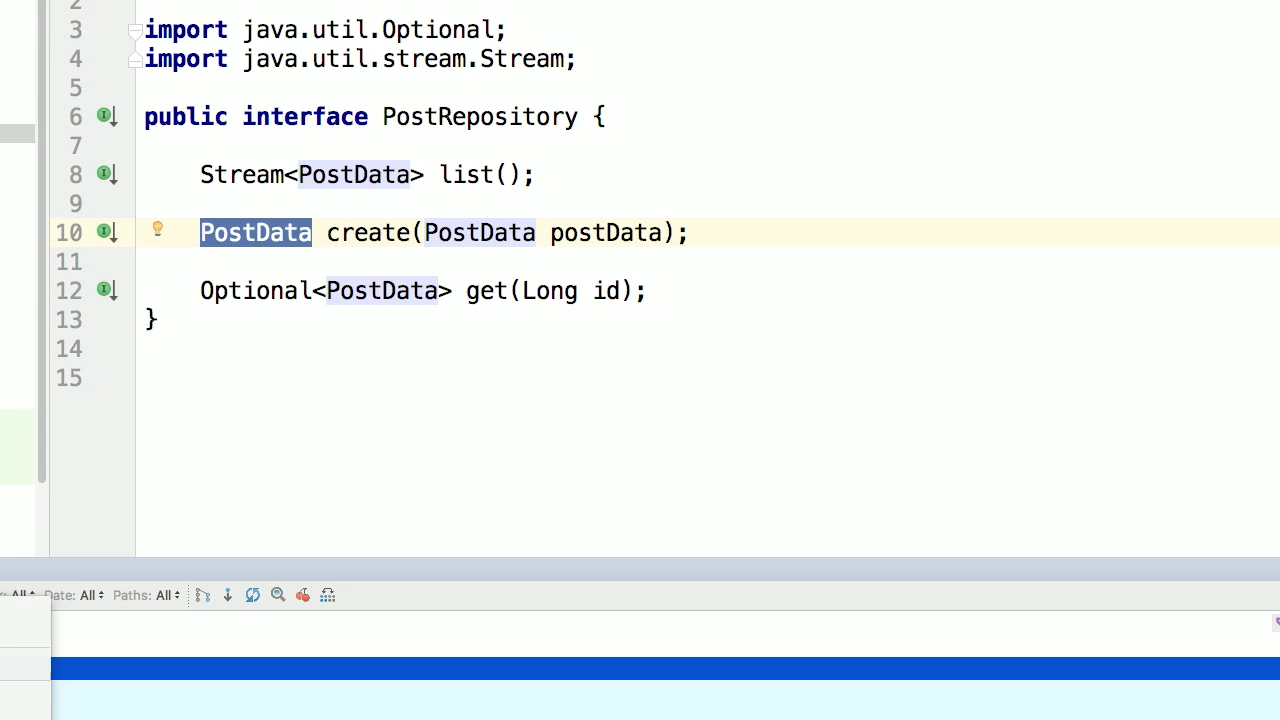 2
3 import java.util.Optional;
4 import java.util.stream.Stream;
5
6 public interface PostRepository {
7
8 Stream<PostData> list();
9
10 PostData create(PostData postData);
11
12 Optional<PostData> get(Long id);
13 }
14
15
All Date: All Paths: All